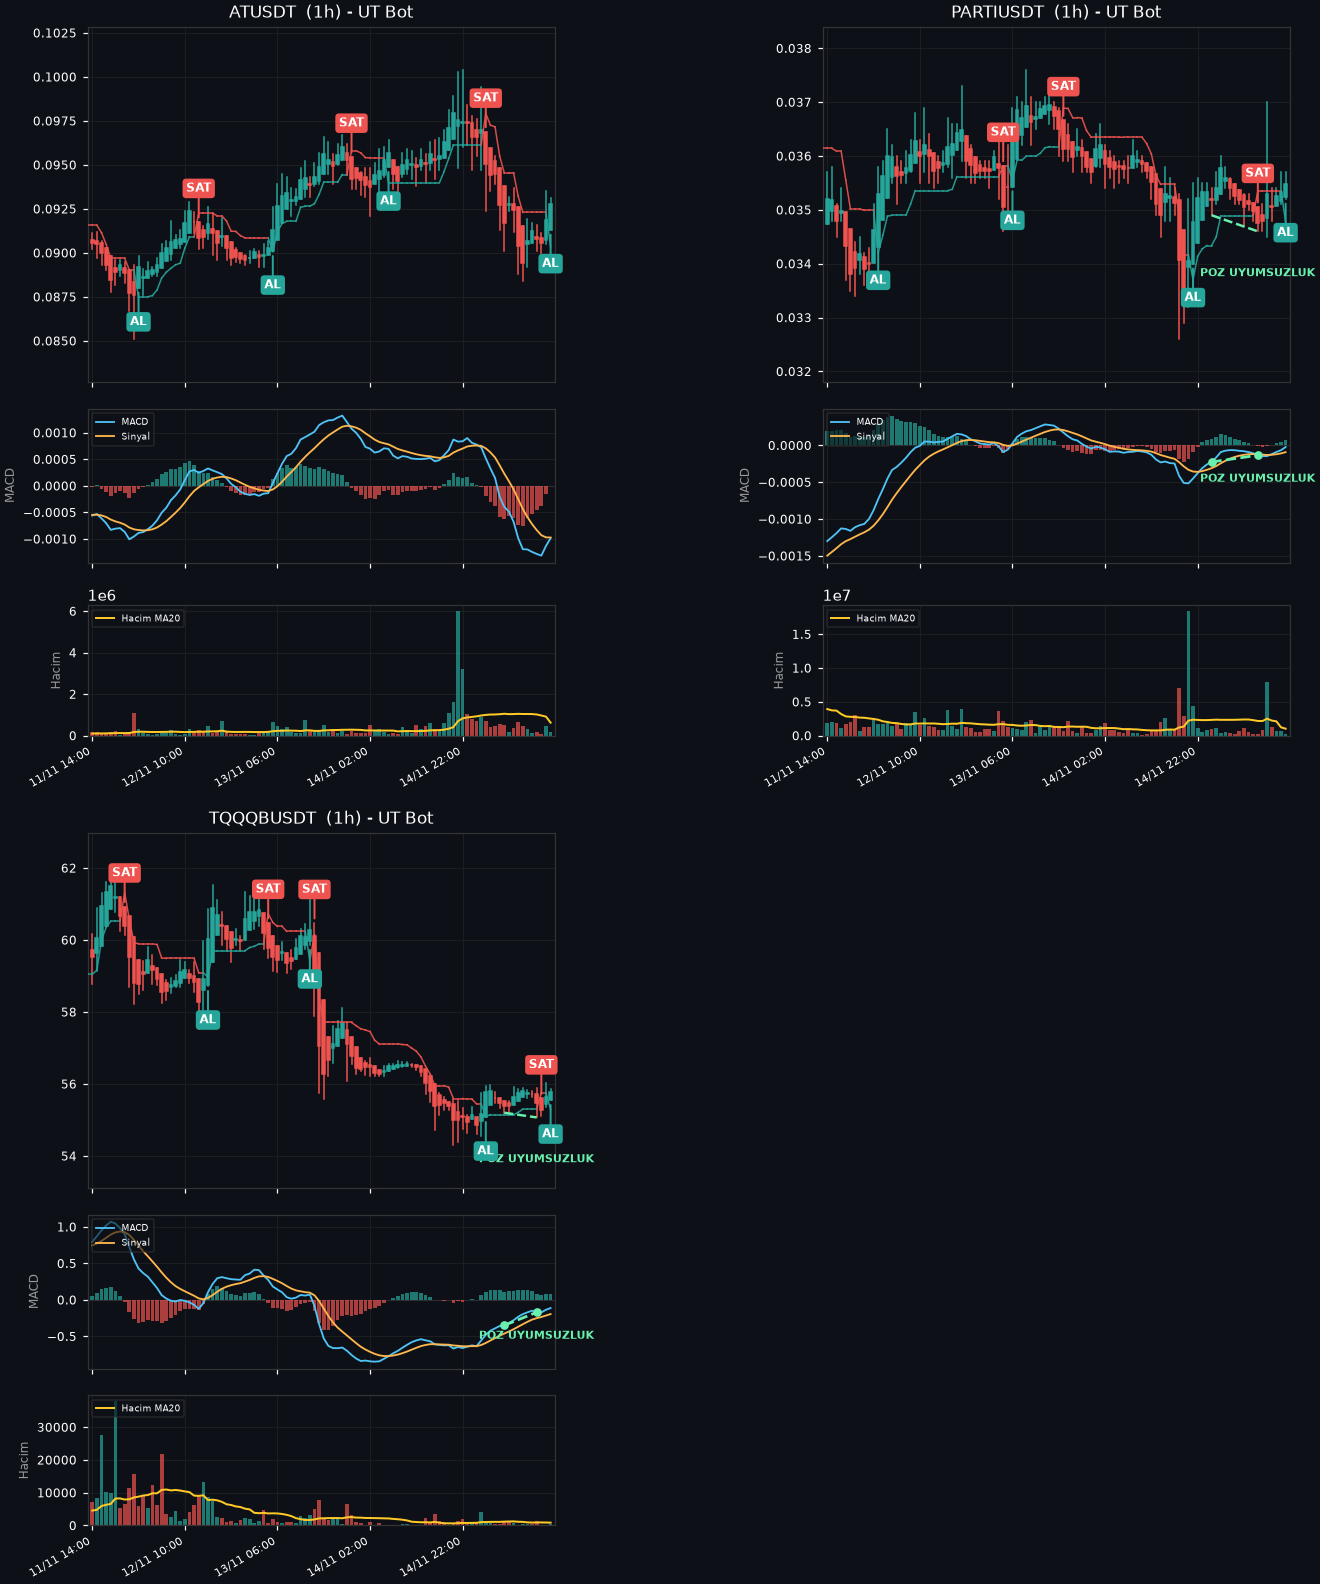 ATUSDT (1h) - UT Bot
0.1025
0.1000
0.0975
0.0950
0.0925
0.0900
0.0875
0.0850
SAT
SAT
SAT
AL
AL
AL
AL
MACD
MACD
Sinyal
0.0010
0.0005
0.0000
−0.0005
−0.0010
1e6
Hacim
Hacim MA20
6
4
2
0
11/11 14:00
12/11 10:00
13/11 06:00
14/11 02:00
14/11 22:00
PARTIUSDT (1h) - UT Bot
0.038
0.037
0.036
0.035
0.034
0.033
0.032
SAT
SAT
SAT
AL
AL
AL
AL
POZ UYUMSUZLUK
MACD
MACD
Sinyal
0.0000
−0.0005
−0.0010
−0.0015
POZ UYUMSUZLUK
1e7
Hacim
Hacim MA20
1.5
1.0
0.5
0.0
11/11 14:00
12/11 10:00
13/11 06:00
14/11 02:00
14/11 22:00
TQQQBUSDT (1h) - UT Bot
62
60
58
56
54
SAT
SAT
SAT
SAT
AL
AL
AL
AL
POZ UYUMSUZLUK
MACD
MACD
Sinyal
1.0
0.5
0.0
−0.5
POZ UYUMSUZLUK
Hacim
Hacim MA20
30000
20000
10000
0
11/11 14:00
12/11 10:00
13/11 06:00
14/11 02:00
14/11 22:00